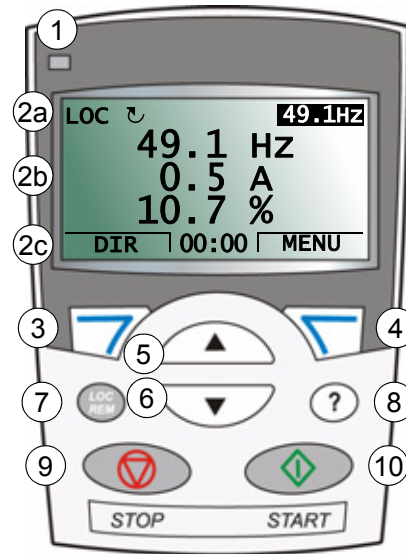 1
2a LOC ↻ 49.1HZ
49.1 Hz
2b 0.5 A
10.7 %
2c DIR 00:00 MENU
3 4
5
7 LOC REM 6 ? 8
9 10
STOP START